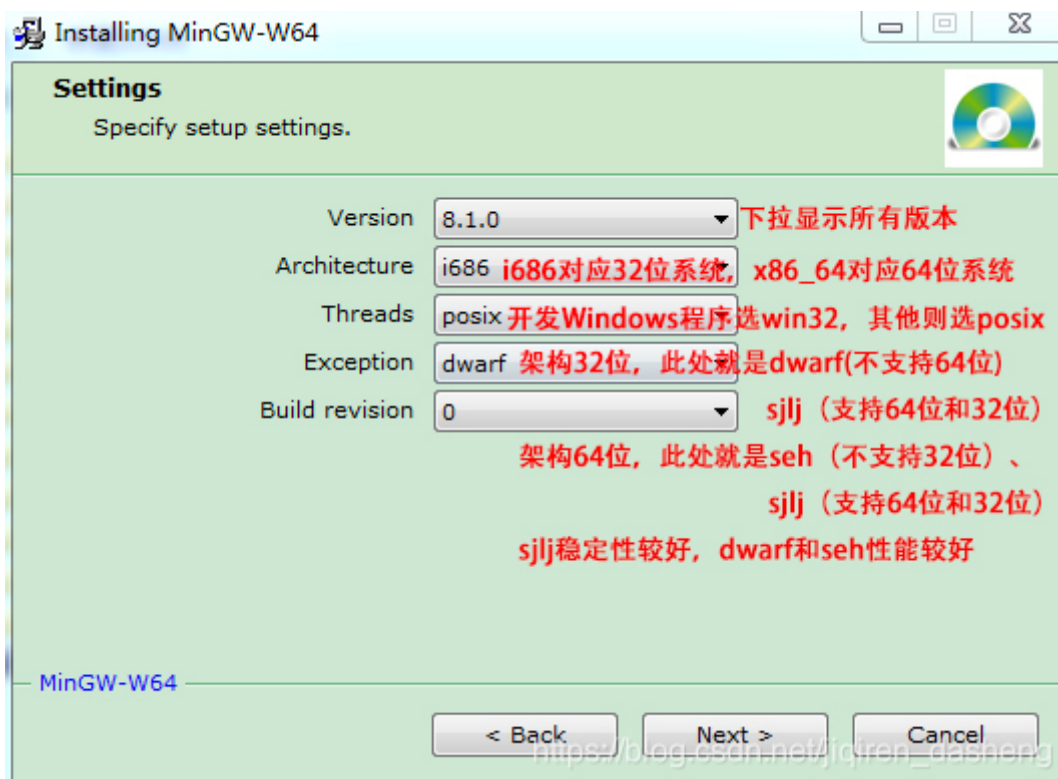 Installing MinGW-W64
Settings
Specify setup settings.
Version 8.1.0 下拉显示所有版本
Architecture i686 i686对应32位系统，x86_64对应64位系统
Threads posix 开发Windows程序选win32，其他则选posix
Exception dwarf 架构32位，此处就是dwarf(不支持64位)
Build revision 0 sjlj（支持64位和32位）
架构64位，此处就是seh（不支持32位）、
sjlj（支持64位和32位）
sjlj稳定性较好，dwarf和seh性能较好
MinGW-W64
< Back Next > Cancel
https://blog.csdn.net/jiqiren_dasheng